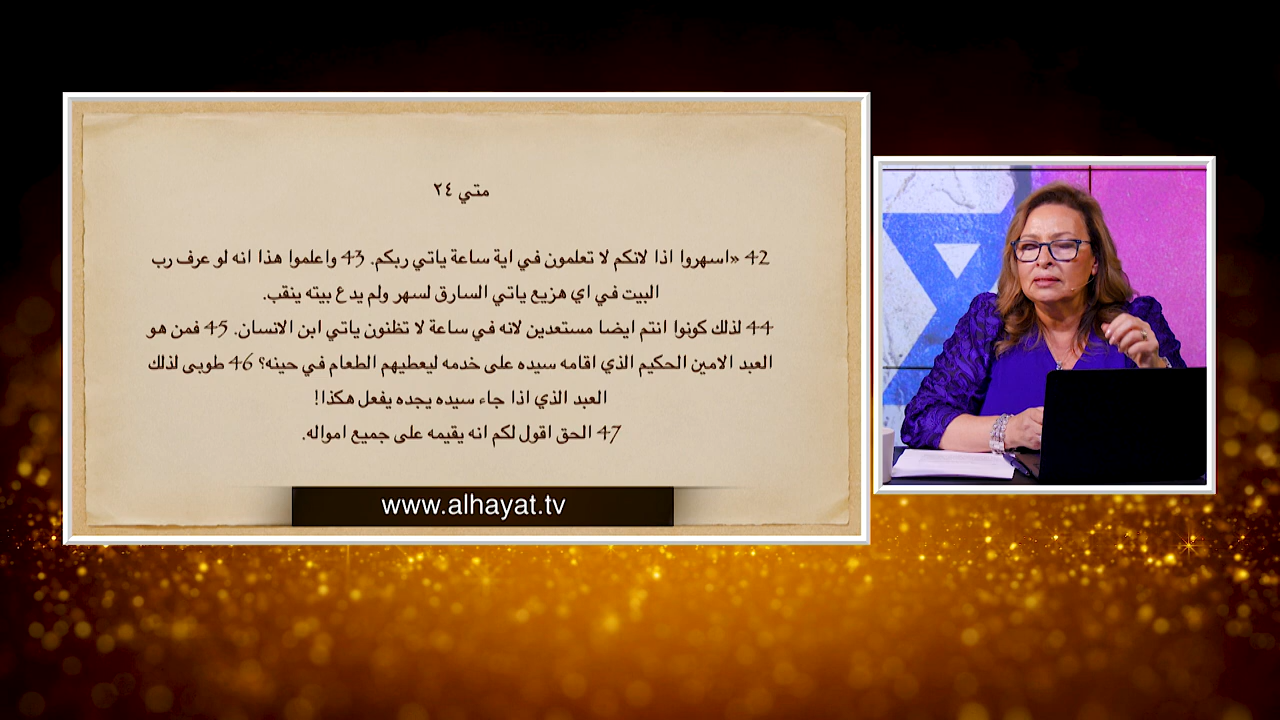 متي ٢٤
42 «اسهروا اذا لانكم لا تعلمون في اية ساعة ياتي ربكم. 43 واعلموا هذا انه لو عرف رب
البيت في اي هزيع ياتي السارق لسهر ولم يدع بيته ينقب.
44 لذلك كونوا انتم ايضا مستعدين لانه في ساعة لا تظنون ياتي ابن الانسان. 45 فمن هو
العبد الامين الحكيم الذي اقامه سيده على خدمه ليعطيهم الطعام في حينه؟ 46 طوبى لذلك
العبد الذي اذا جاء سيده يجده يفعل هكذا!
47 الحق اقول لكم انه يقيمه على جميع امواله.
www.alhayat.tv